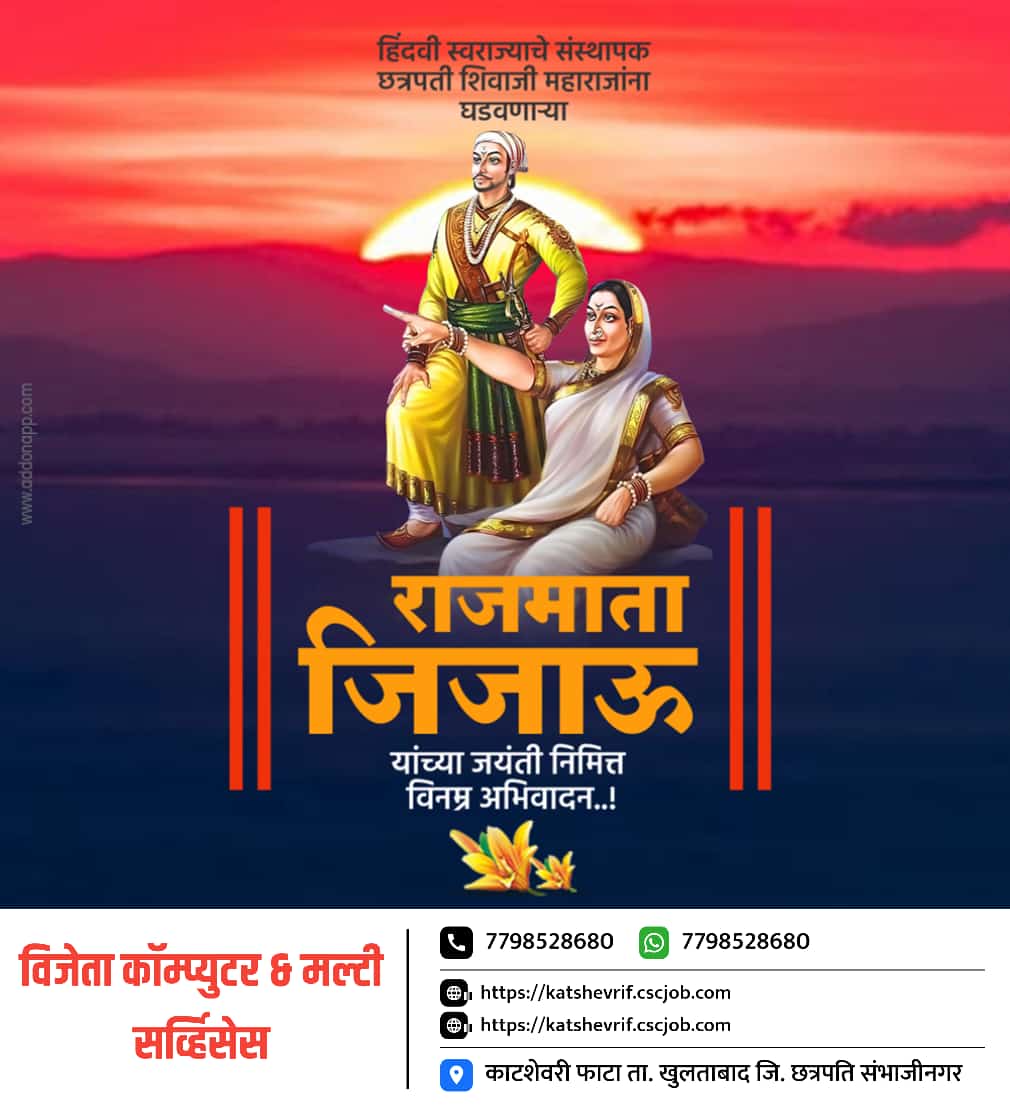 हिंदवी स्वराज्याचे संस्थापक
छत्रपती शिवाजी महाराजांना
घडवणाऱ्या
www.addonapp.com
राजमाता
जिजाऊ
यांच्या जयंती निमित्त
विनम्र अभिवादन..!
विजेता कॉम्प्युटर & मल्टी
सर्व्हिसेस
7798528680 7798528680
https://katshevrif.cscjob.com
https://katshevrif.cscjob.com
काटशेवरी फाटा ता. खुलताबाद जि. छत्रपति संभाजीनगर